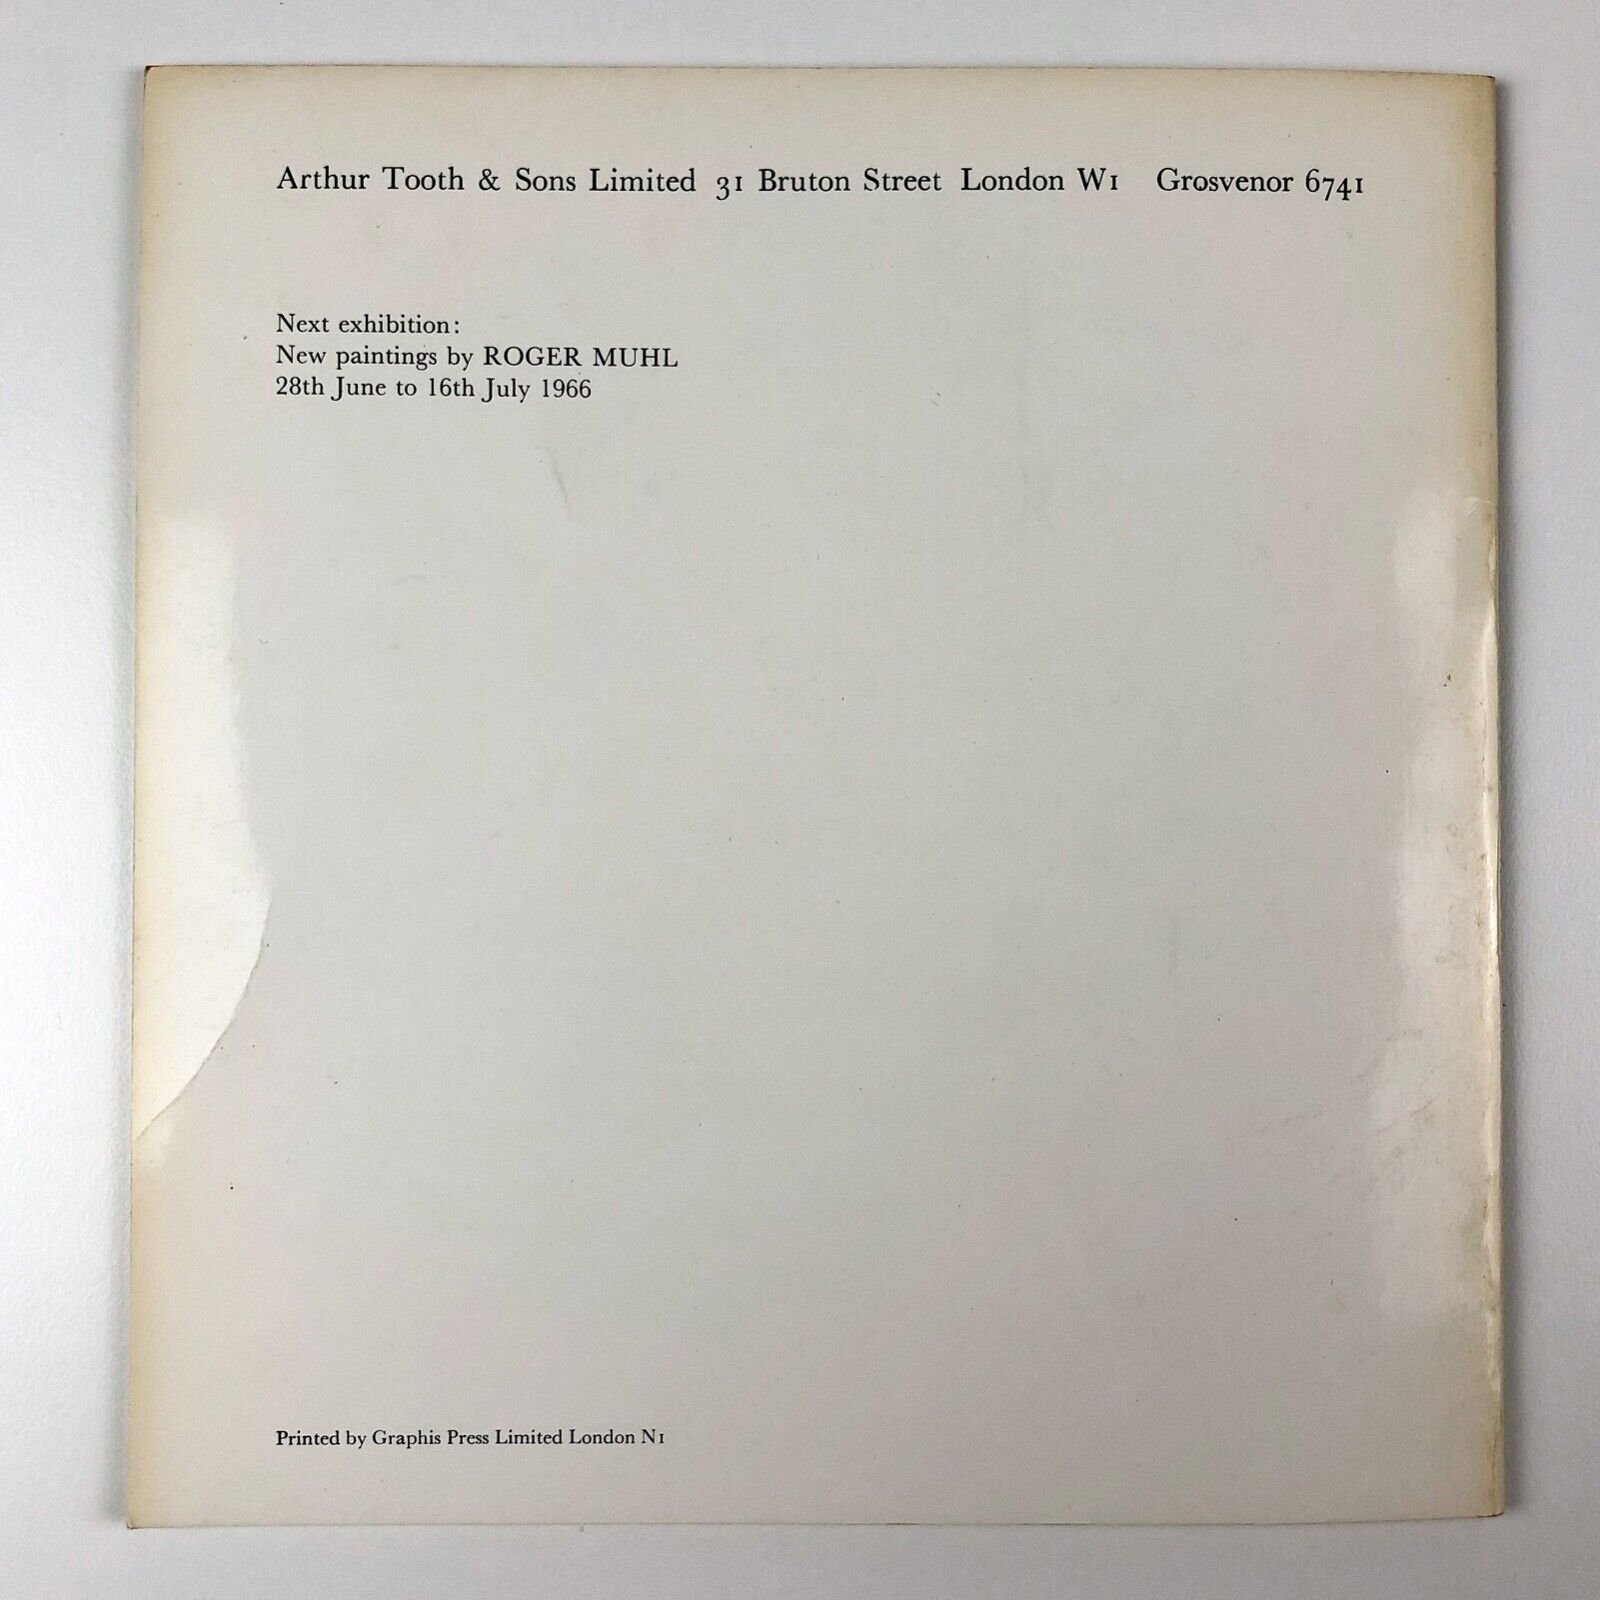 Arthur Tooth & Sons Limited 31 Bruton Street London W1 Grosvenor 6741
Next exhibition:
New paintings by ROGER MUHL
28th June to 16th July 1966
Printed by Graphis Press Limited London N1